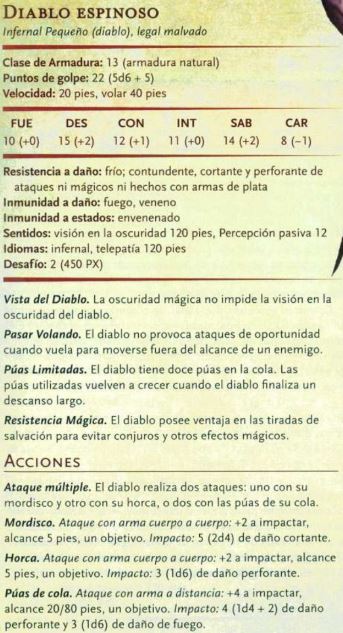 DIABLO ESPINOSO
Infernal Pequeño (diablo), legal malvado
Clase de Armadura: 13 (armadura natural)
Puntos de golpe: 22 (5d6 + 5)
Velocidad: 20 pies, volar 40 pies
FUE DES CON INT SAB CAR
10 (+0) 15 (+2) 12 (+1) 11 (+0) 14 (+2) 8 (−1)
Resistencia a daño: frío; contundente, cortante y perforante de
ataques ni mágicos ni hechos con armas de plata
Inmunidad a daño: fuego, veneno
Inmunidad a estados: envenenado
Sentidos: visión en la oscuridad 120 pies, Percepción pasiva 12
Idiomas: infernal, telepatía 120 pies
Desafío: 2 (450 PX)
Vista del Diablo. La oscuridad mágica no impide la visión en la
oscuridad del diablo.
Pasar Volando. El diablo no provoca ataques de oportunidad
cuando vuela para moverse fuera del alcance de un enemigo.
Púas Limitadas. El diablo tiene doce púas en la cola. Las
púas utilizadas vuelven a crecer cuando el diablo finaliza un
descanso largo.
Resistencia Mágica. El diablo posee ventaja en las tiradas de
salvación para evitar conjuros y otros efectos mágicos.
ACCIONES
Ataque múltiple. El diablo realiza dos ataques: uno con su
mordisco y otro con su horca, o dos con las púas de su cola.
Mordisco. Ataque con arma cuerpo a cuerpo: +2 a impactar,
alcance 5 pies, un objetivo. Impacto: 5 (2d4) de daño cortante.
Horca. Ataque con arma cuerpo a cuerpo: +2 a impactar, alcance
5 pies, un objetivo. Impacto: 3 (1d6) de daño perforante.
Púas de cola. Ataque con arma a distancia: +4 a impactar,
alcance 20/80 pies, un objetivo. Impacto: 4 (1d4 + 2) de daño
perforante y 3 (1d6) de daño de fuego.